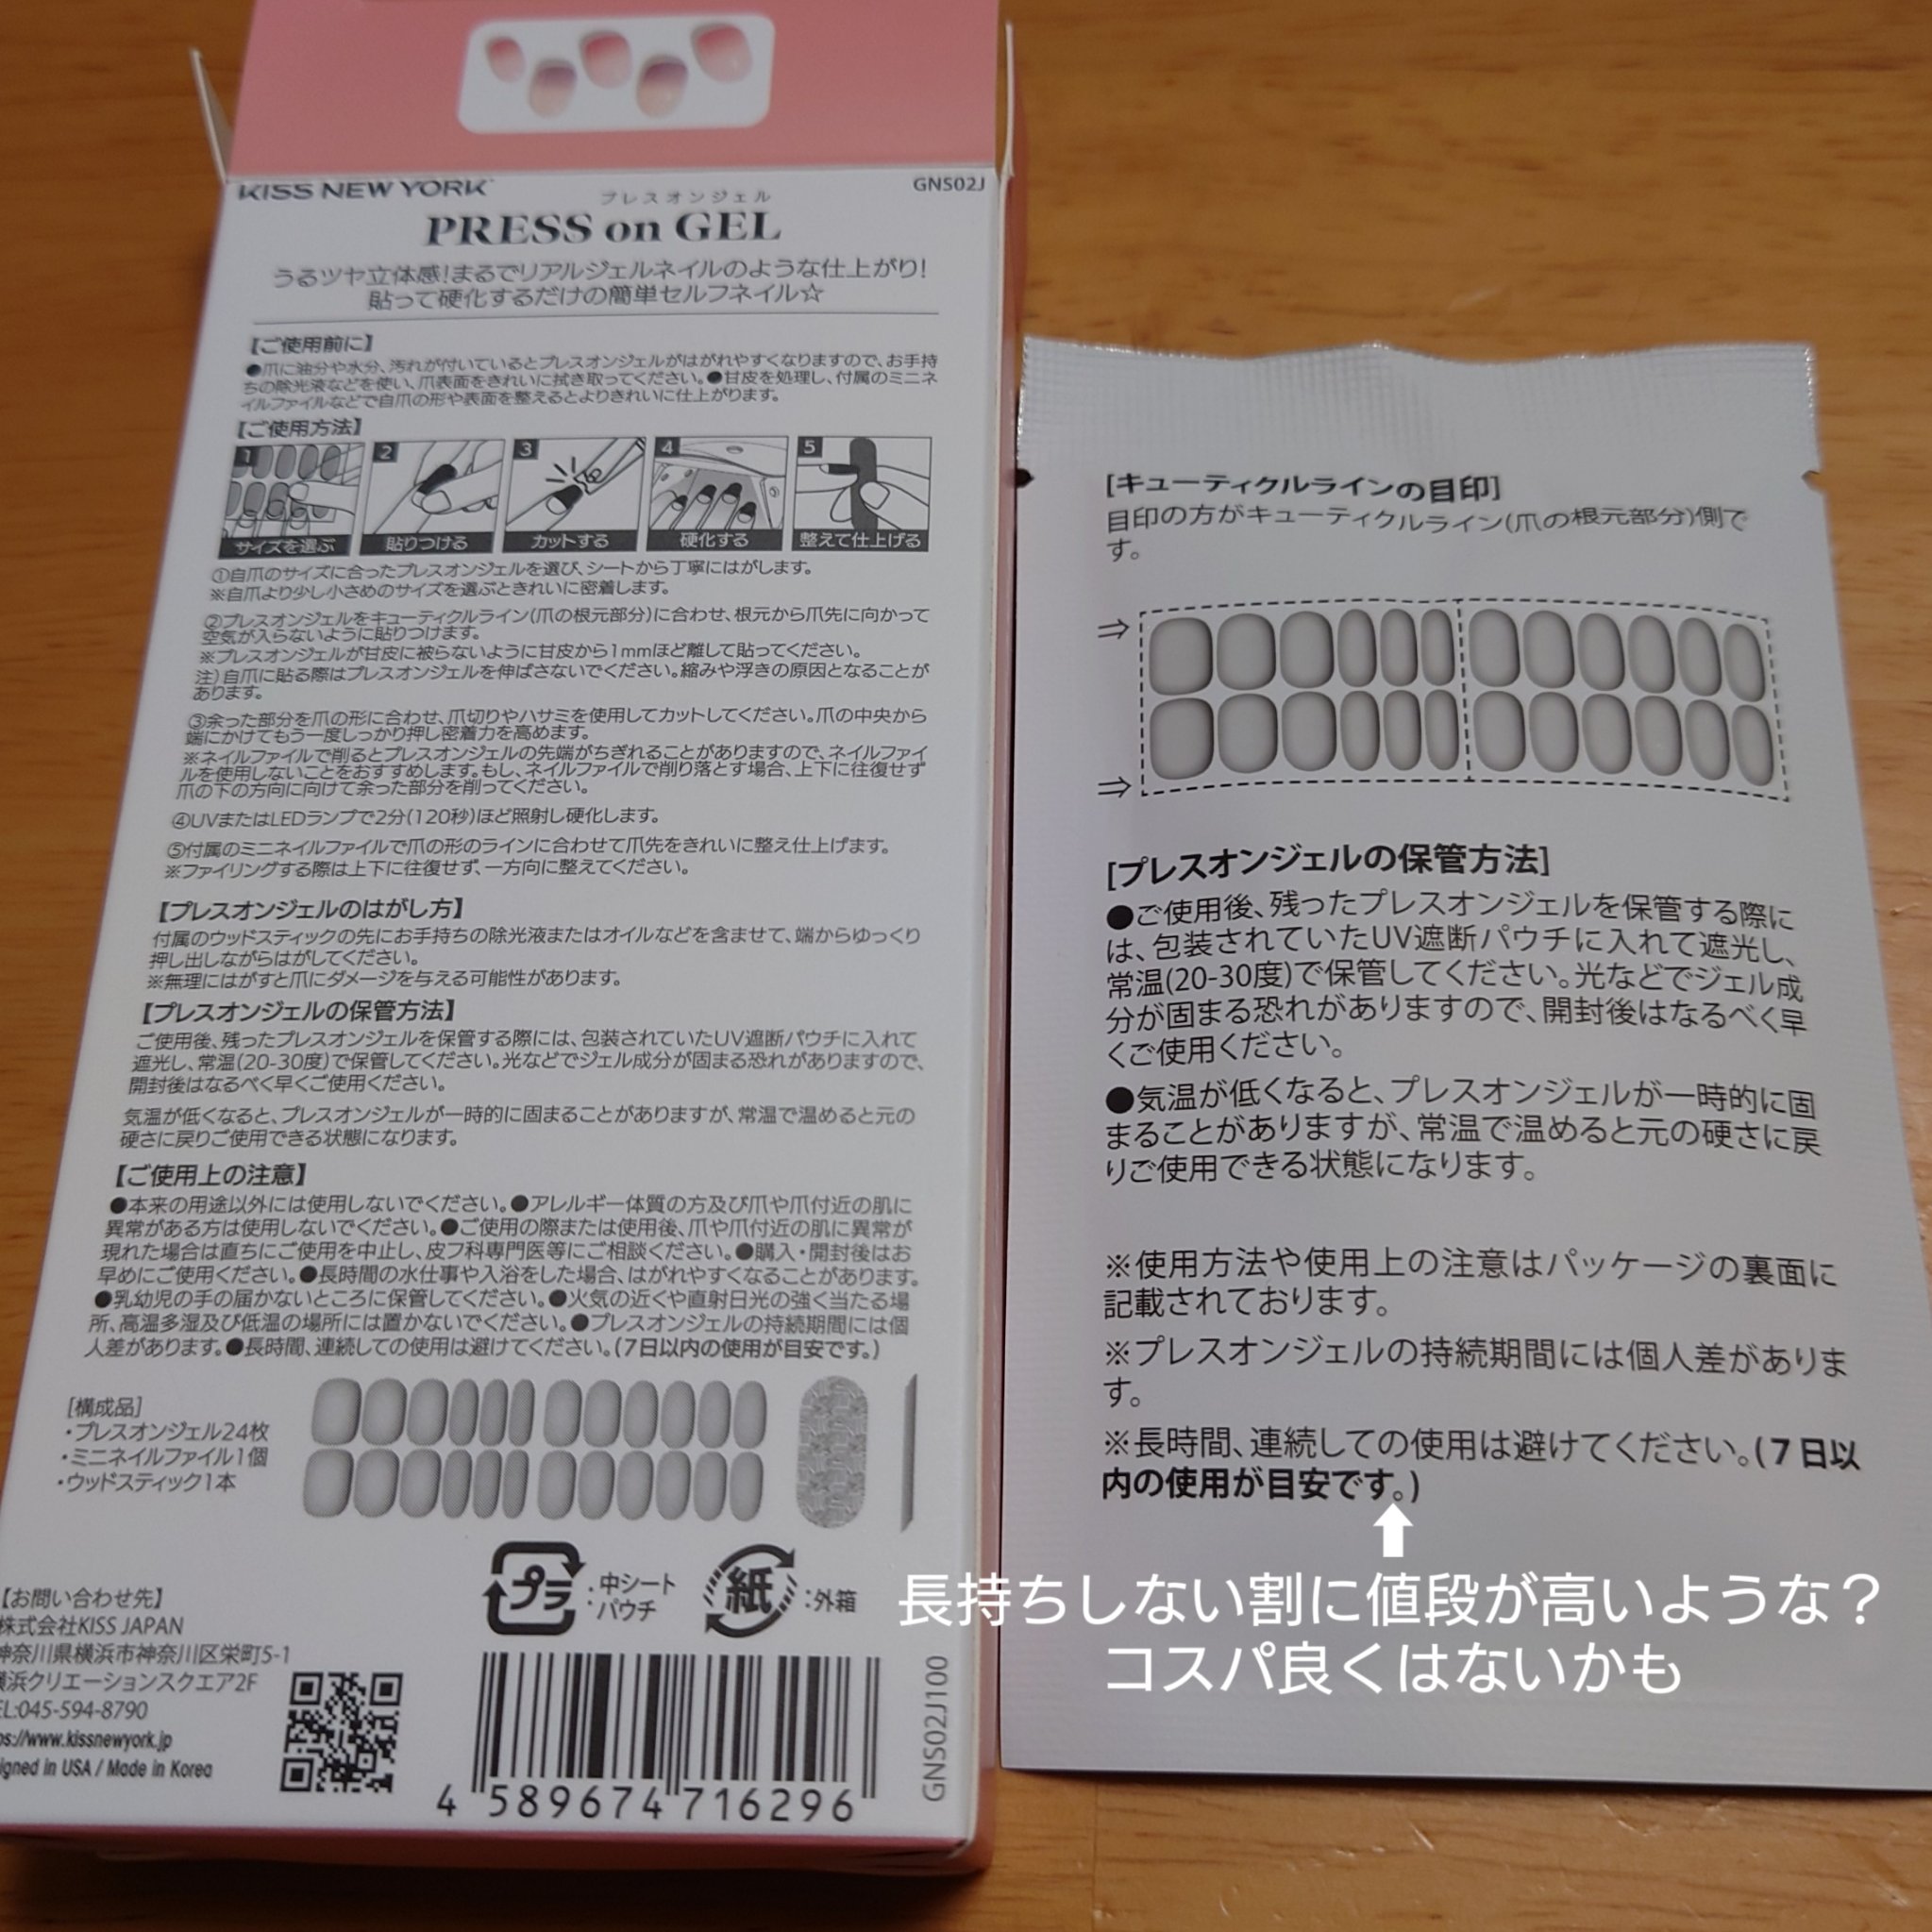 KISS NEW YORK
GNS02J
プレスオンジェル
PRESS on GEL
うるツヤ立体感!まるでリアルジェルネイルのような仕上がり!
貼って硬化するだけの簡単セルフネイル☆
【ご使用前に】
●爪に油分や水分、汚れが付いているとプレスオンジェルがはがれやすくなりますので、お手持
ちの除光液などを使い、爪表面をきれいに拭き取ってください。●甘皮を処理し、付属のミニネ
イルファイルなどで自爪の形や表面を整えるとよりきれいに仕上がります。
【ご使用方法】
1 2 3 4 5
サイズを選ぶ 貼りつける カットする 硬化する 整えて仕上げる
①自爪のサイズに合ったプレスオンジェルを選び、シートから丁寧にはがします。
※自爪より少し小さめのサイズを選ぶときれいに密着します。
②プレスオンジェルをキューティクルライン(爪の根元部分)に合わせ、根元から爪先に向かって
空気が入らないように貼りつけます。
※プレスオンジェルが甘皮に被らないように甘皮から1mmほど離して貼ってください。
注)自爪に貼る際はプレスオンジェルを伸ばさないでください。縮みや浮きの原因となることが
あります。
③余った部分を爪の形に合わせ、爪切りやハサミを使用してカットしてください。爪の中央から
端にかけてもう一度しっかり押し密着力を高めます。
※ネイルファイルで削るとプレスオンジェルの先端がちぎれることがありますので、ネイルファイ
ルを使用しないことをおすすめします。もし、ネイルファイルで削り落とす場合、上下に往復せず
爪の下の方向に向けて余った部分を削ってください。
④UVまたはLEDランプで2分(120秒)ほど照射し硬化します。
⑤付属のミニネイルファイルで爪の形のラインに合わせて爪先をきれいに整え仕上げます。
※ファイリングする際は上下に往復せず、一方向に整えてください。
【プレスオンジェルのはがし方】
付属のウッドスティックの先にお手持ちの除光液またはオイルなどを含ませて、端からゆっくり
押し出しながらはがしてください。
※無理にはがすと爪にダメージを与える可能性があります。
【プレスオンジェルの保管方法】
ご使用後、残ったプレスオンジェルを保管する際には、包装されていたUV遮断パウチに入れて
遮光し、常温(20-30度)で保管してください。光などでジェル成分が固まる恐れがありますので、
開封後はなるべく早くご使用ください。
気温が低くなると、プレスオンジェルが一時的に固まることがありますが、常温で温めると元の
硬さに戻りご使用できる状態になります。
【ご使用上の注意】
●本来の用途以外には使用しないでください。●アレルギー体質の方及び爪や爪付近の肌に
異常がある方は使用しないでください。●ご使用の際または使用後、爪や爪付近の肌に異常が
現れた場合は直ちにご使用を中止し、皮フ科専門医等にご相談ください。●購入・開封後はお
早めにご使用ください。●長時間の水仕事や入浴をした場合、はがれやすくなることがあります。
●乳幼児の手の届かないところに保管してください。●火気の近くや直射日光の強く当たる場
所、高温多湿及び低温の場所には置かないでください。●プレスオンジェルの持続期間には個
人差があります。●長時間、連続しての使用は避けてください。(7日以内の使用が目安です。)
[構成品]
・プレスオンジェル24枚
・ミニネイルファイル1個
・ウッドスティック1本
プラ :中シート
・パウチ
紙 :外箱
【お問い合わせ先】
株式会社KISS JAPAN
神奈川県横浜市神奈川区栄町5-1
横浜クリエーションスクエア2F
EL:045-594-8790
ps://www.kissnewyork.jp
igned in USA / Made in Korea
4 589674 716296
GNS02J100
[キューティクルラインの目印]
目印の方がキューティクルライン(爪の根元部分)側で
す。
⇒
⇒
[プレスオンジェルの保管方法]
●ご使用後、残ったプレスオンジェルを保管する際に
は、包装されていたUV遮断パウチに入れて遮光し、
常温(20-30度)で保管してください。光などでジェル成
分が固まる恐れがありますので、開封後はなるべく早
くご使用ください。
●気温が低くなると、プレスオンジェルが一時的に固
まることがありますが、常温で温めると元の硬さに戻
りご使用できる状態になります。
※使用方法や使用上の注意はパッケージの裏面に
記載されております。
※プレスオンジェルの持続期間には個人差がありま
す。
※長時間、連続しての使用は避けてください。(7日以
内の使用が目安です。)
長持ちしない割に値段が高いような?
コスパ良くはないかも